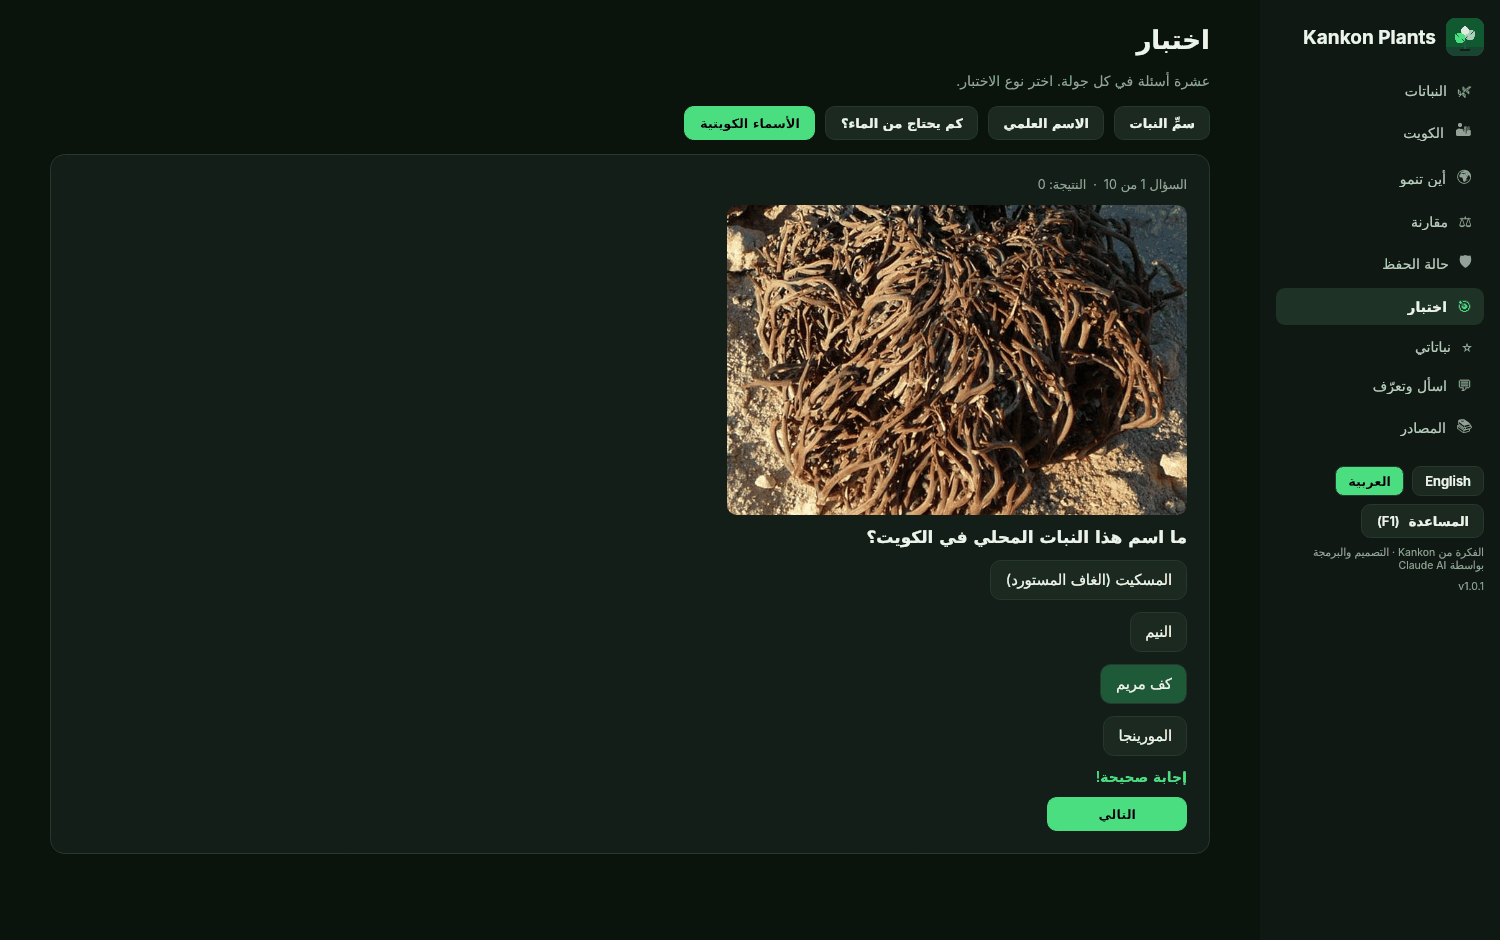 Kankon Plants
النباتات
الكويت
أين تنمو
مقارنة
حالة الحفظ
اختبار
نباتاتي
اسأل وتعرّف
المصادر
English
العربية
المساعدة (F1)
الفكرة من Kankon · التصميم والبرمجة
بواسطة Claude AI
v1.0.1
اختبار
عشرة أسئلة في كل جولة. اختر نوع الاختبار.
سمِّ النبات
الاسم العلمي
كم يحتاج من الماء؟
الأسماء الكويتية
السؤال 1 من 10 · النتيجة: 0
ما اسم هذا النبات المحلي في الكويت؟
المسكيت (الغاف المستورد)
النيم
كف مريم
المورينجا
إجابة صحيحة!
التالي